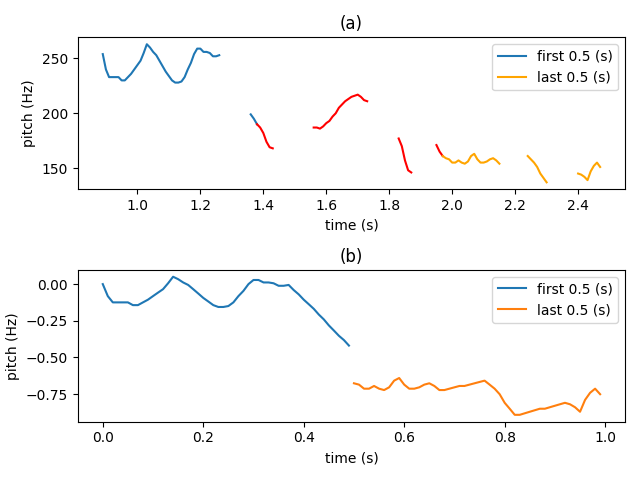 (a)
250
200
150
pitch (Hz)
first 0.5 (s)
last 0.5 (s)
1.0 1.2 1.4 1.6 1.8 2.0 2.2 2.4
time (s)
(b)
0.00
−0.25
−0.50
−0.75
pitch (Hz)
first 0.5 (s)
last 0.5 (s)
0.0 0.2 0.4 0.6 0.8 1.0
time (s)